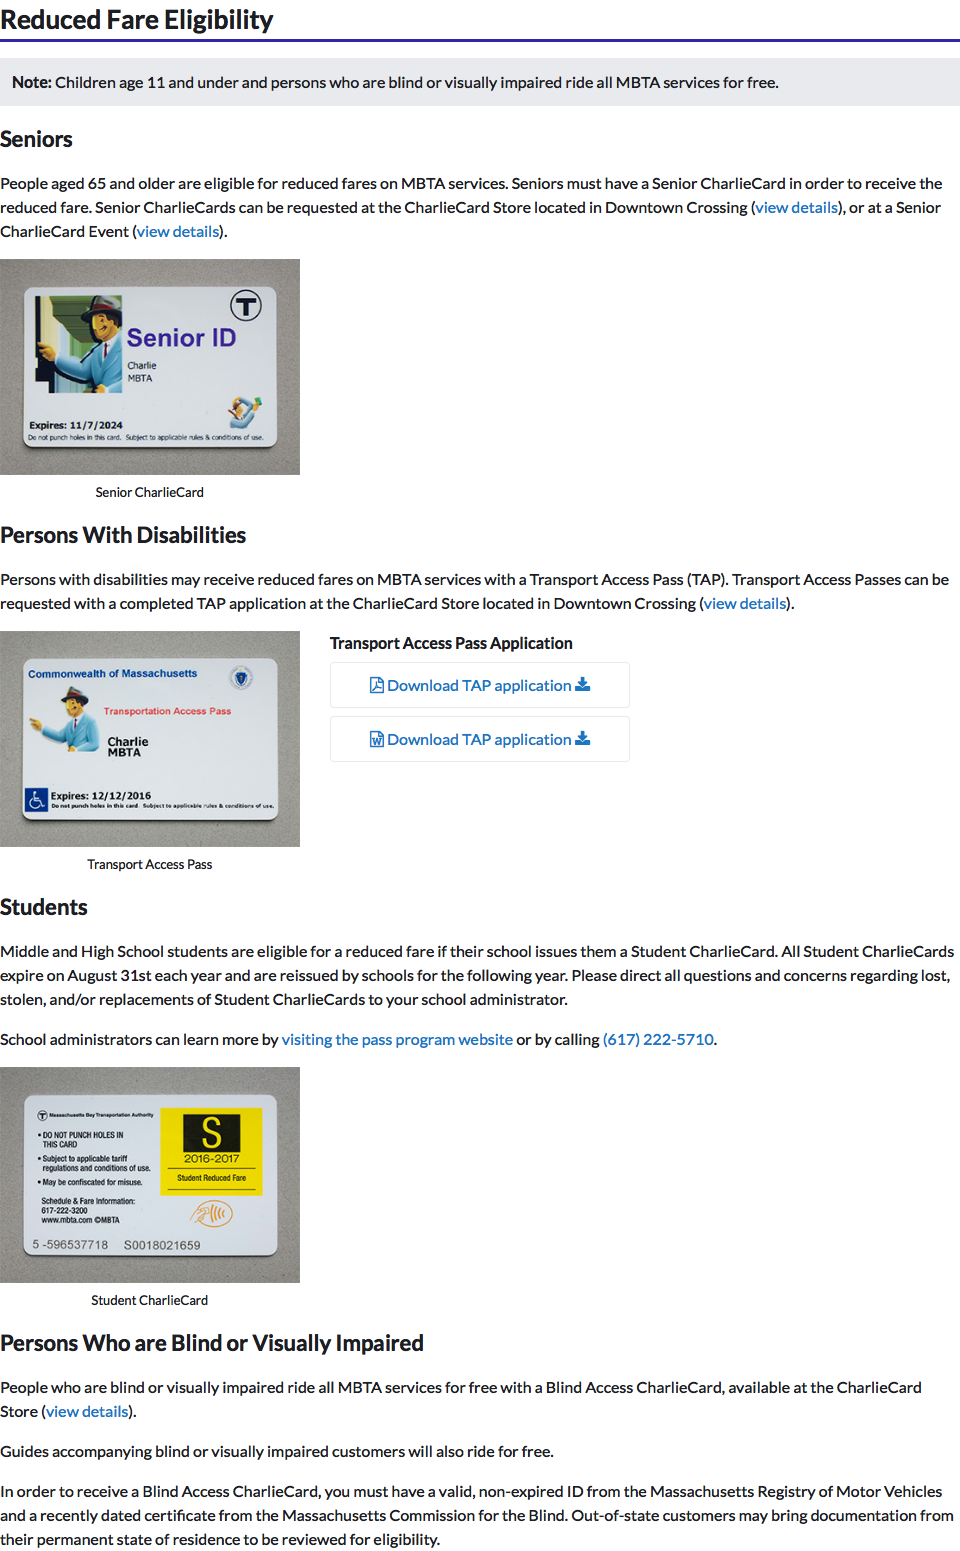 Reduced Fare Eligibility
Note: Children age 11 and under and persons who are blind or visually impaired ride all MBTA services for free.
Seniors
People aged 65 and older are eligible for reduced fares on MBTA services. Seniors must have a Senior CharlieCard in order to receive the
reduced fare. Senior CharlieCards can be requested at the CharlieCard Store located in Downtown Crossing (view details), or at a Senior
CharlieCard Event (view details).
T
Senior ID
Charlie
MBTA
Expires: 11/7/2024
Do not punch holes in this card. Subject to applicable rules & conditions of use.
Senior CharlieCard
Persons With Disabilities
Persons with disabilities may receive reduced fares on MBTA services with a Transport Access Pass (TAP). Transport Access Passes can be
requested with a completed TAP application at the CharlieCard Store located in Downtown Crossing (view details).
Commonwealth of Massachusetts
Transportation Access Pass
Charlie
MBTA
Expires: 12/12/2016
Do not punch holes in this card. Subject to applicable rules & conditions of use.
Transport Access Pass
Transport Access Pass Application
Download TAP application
W Download TAP application
Students
Middle and High School students are eligible for a reduced fare if their school issues them a Student CharlieCard. All Student CharlieCards
expire on August 31st each year and are reissued by schools for the following year. Please direct all questions and concerns regarding lost,
stolen, and/or replacements of Student CharlieCards to your school administrator.
School administrators can learn more by visiting the pass program website or by calling (617) 222-5710.
T Massachusetts Bay Transportation Authority
• DO NOT PUNCH HOLES IN
THIS CARD
• Subject to applicable tariff
regulations and conditions of use.
• May be confiscated for misuse.
Schedule & Fare Information:
617-222-3200
www.mbta.com ©MBTA
S
2016-2017
Student Reduced Fare
5 -596537718 S0018021659
Student CharlieCard
Persons Who are Blind or Visually Impaired
People who are blind or visually impaired ride all MBTA services for free with a Blind Access CharlieCard, available at the CharlieCard
Store (view details).
Guides accompanying blind or visually impaired customers will also ride for free.
In order to receive a Blind Access CharlieCard, you must have a valid, non-expired ID from the Massachusetts Registry of Motor Vehicles
and a recently dated certificate from the Massachusetts Commission for the Blind. Out-of-state customers may bring documentation from
their permanent state of residence to be reviewed for eligibility.